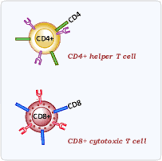 CD4
CD4+
CD4+ helper T cell
CD8
CD8+
CD8+ cytotoxic T cell